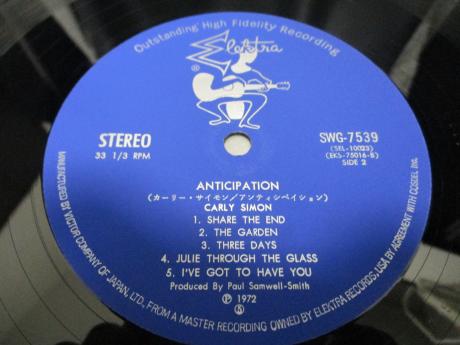 Outstanding High Fidelity Recording
Elektra
®
STEREO
33 1/3 RPM
SWG-7539
(SEL-10023)
(EKS-75016-B)
SIDE 2
ANTICIPATION
(カーリー・サイモン/アンティシペイション)
CARLY SIMON
1. SHARE THE END
2. THE GARDEN
3. THREE DAYS
4. JULIE THROUGH THE GLASS
5. I'VE GOT TO HAVE YOU
Produced by Paul Samwell-Smith
Ⓟ 1972
MANUFACTURED BY VICTOR COMPANY OF JAPAN, LTD., FROM A MASTER RECORDING OWNED BY ELEKTRA RECORDS, USA BY AGREEMENT WITH COSDEL Inc.